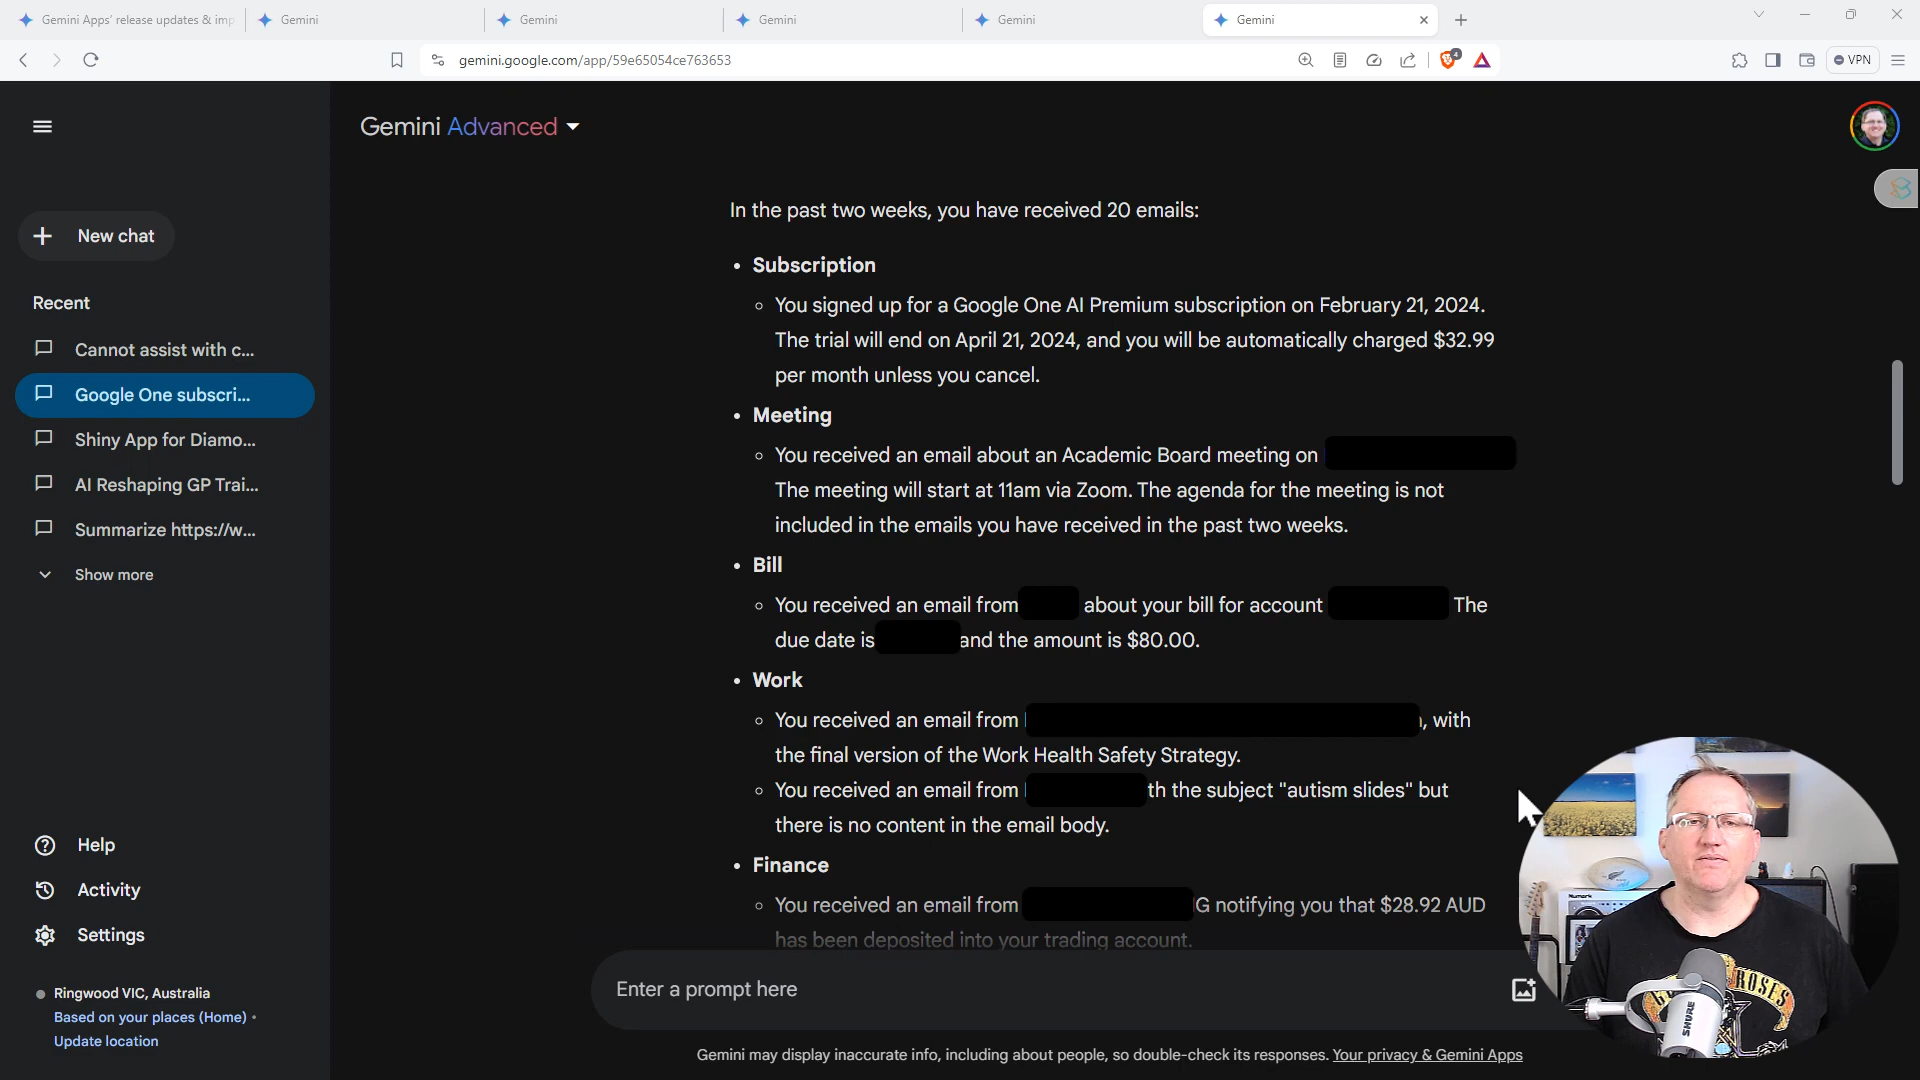 Gemini Apps' release updates & imp
Gemini
Gemini
Gemini
Gemini
Gemini
gemini.google.com/app/59e65054ce763653
4
VPN
Gemini Advanced
New chat
Recent
Cannot assist with c...
Google One subscri...
Shiny App for Diamo...
AI Reshaping GP Trai...
Summarize https://w...
Show more
Help
Activity
Settings
Ringwood VIC, Australia
Based on your places (Home) •
Update location
In the past two weeks, you have received 20 emails:
• Subscription
You signed up for a Google One AI Premium subscription on February 21, 2024.
The trial will end on April 21, 2024, and you will be automatically charged $32.99
per month unless you cancel.
• Meeting
You received an email about an Academic Board meeting on
The meeting will start at 11am via Zoom. The agenda for the meeting is not
included in the emails you have received in the past two weeks.
• Bill
You received an email from about your bill for account The
due date is and the amount is $80.00.
• Work
You received an email from , with
the final version of the Work Health Safety Strategy.
You received an email from th the subject "autism slides" but
there is no content in the email body.
• Finance
You received an email from G notifying you that $28.92 AUD
has been deposited into your trading account.
Enter a prompt here
Gemini may display inaccurate info, including about people, so double-check its responses. Your privacy & Gemini Apps
Numark
ROSES
SHURE